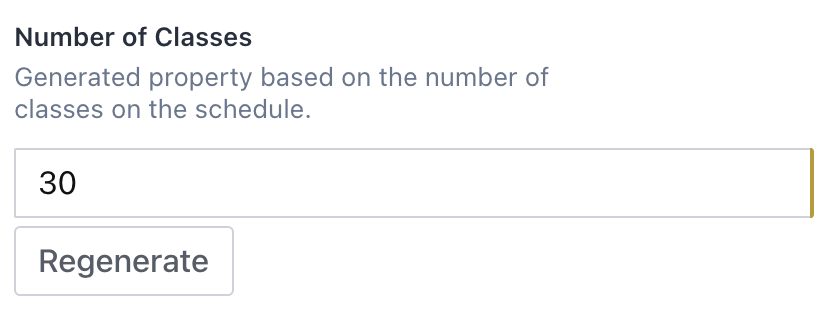 Number of Classes
Generated property based on the number of
classes on the schedule.
30
Regenerate